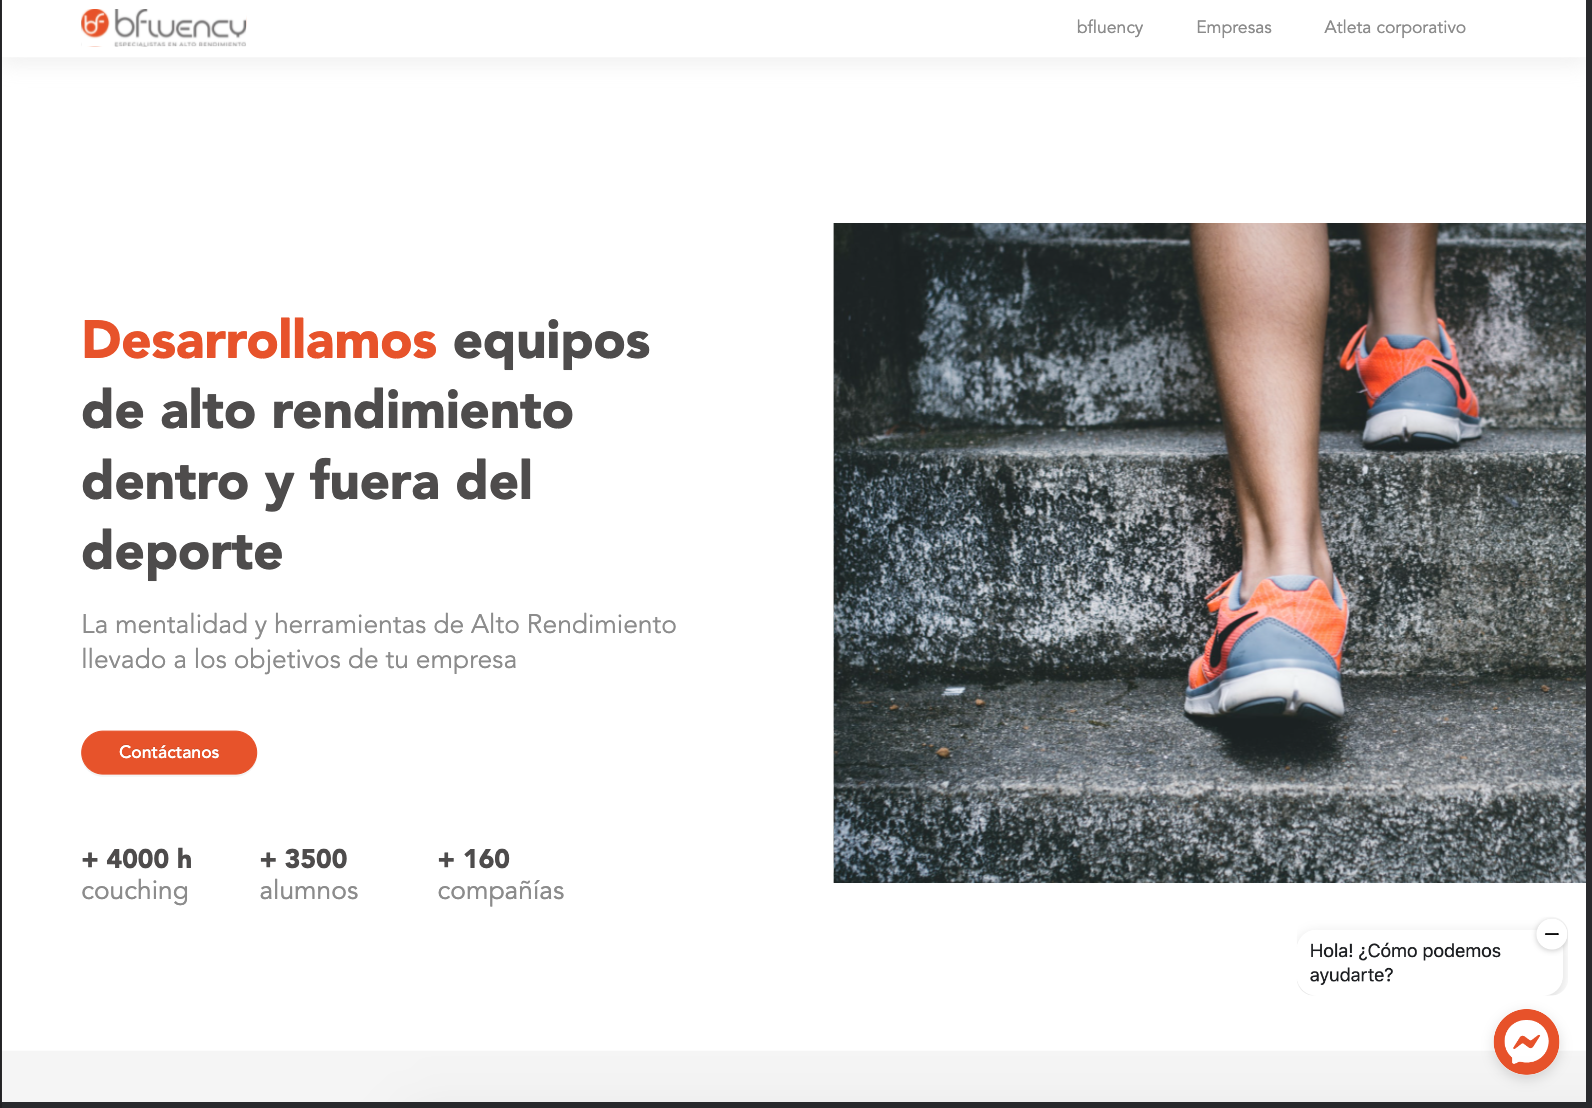 bfluency
ESPECIALISTAS EN ALTO RENDIMIENTO
bfluency
Empresas
Atleta corporativo
Desarrollamos equipos
de alto rendimiento
dentro y fuera del
deporte
La mentalidad y herramientas de Alto Rendimiento
llevado a los objetivos de tu empresa
Contáctanos
+ 4000 h
couching
+ 3500
alumnos
+ 160
compañías
Hola! ¿Cómo podemos
ayudarte?